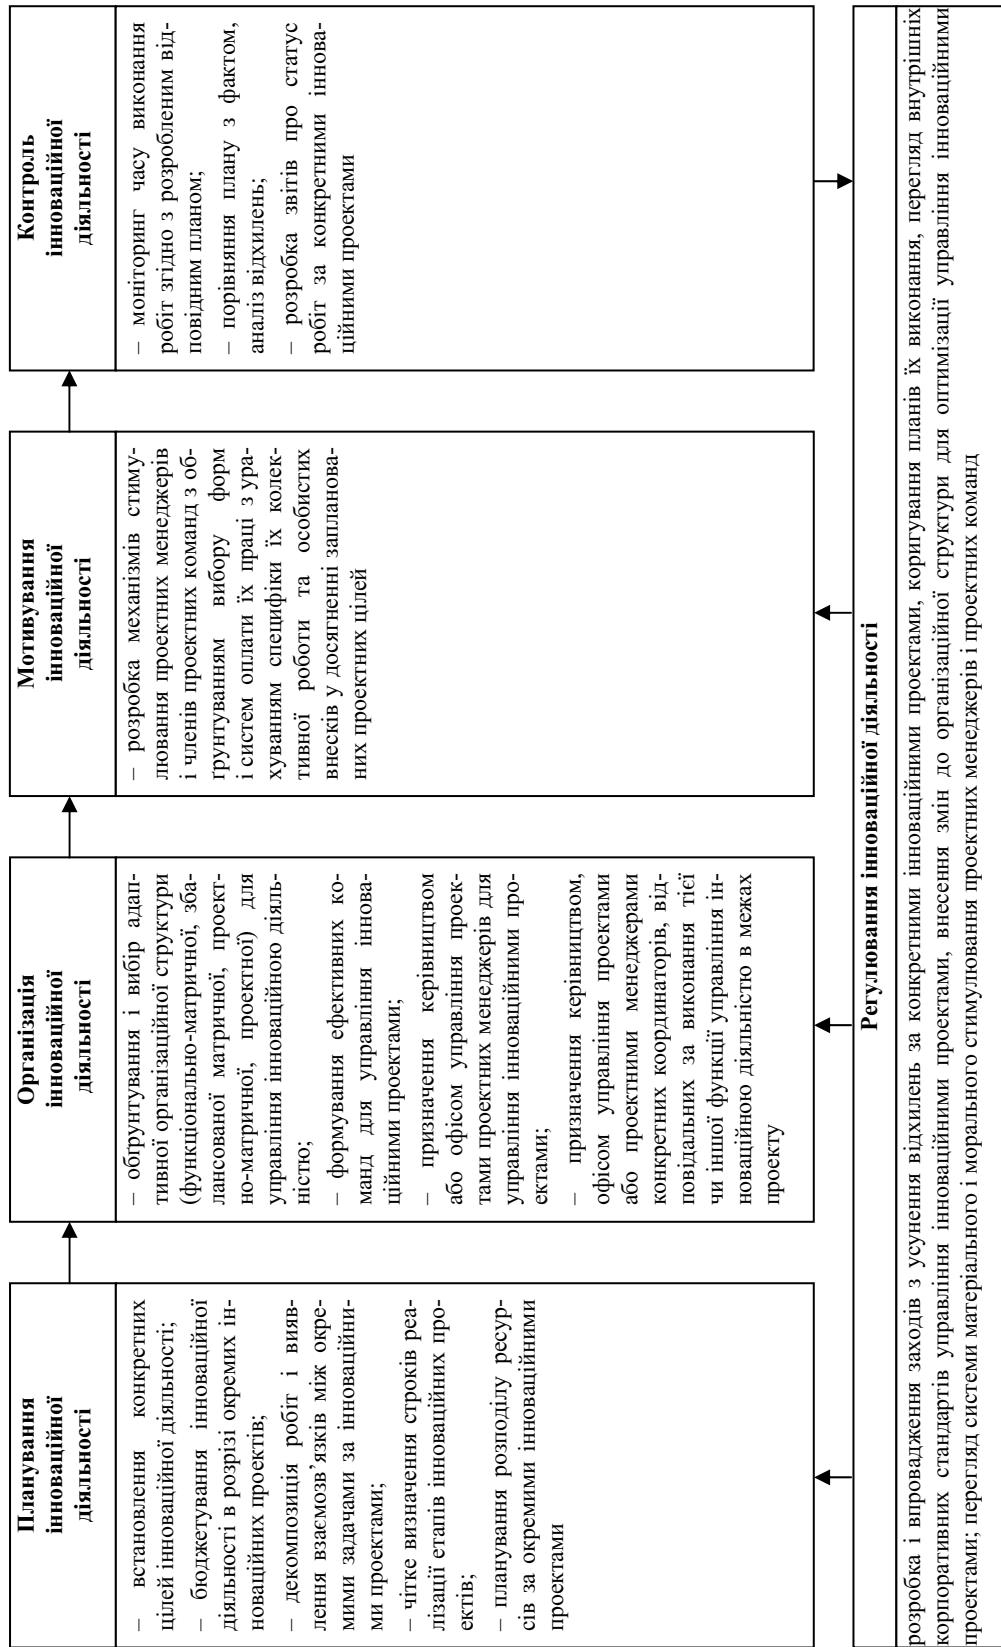 Планування
інноваційної
діяльності
– встановлення конкретних
цілей інноваційної діяльності;
– бюджетування інноваційної
діяльності в розрізі окремих ін-
новаційних проектів;
– декомпозиція робіт і вияв-
лення взаємозв’язків між окре-
мими задачами за інноваційни-
ми проектами;
– чітке визначення строків реа-
лізації етапів інноваційних про-
ектів;
– планування розподілу ресур-
сів за окремими інноваційними
проектами
Організація
інноваційної
діяльності
– обґрунтування і вибір адап-
тивної організаційної структури
(функціонально-матричної, зба-
лансованої матричної, проект-
но-матричної, проектної) для
управління інноваційною діяль-
ністю;
– формування ефективних ко-
манд для управління іннова-
ційними проектами;
– призначення керівництвом
або офісом управління проек-
тами проектних менеджерів для
управління інноваційними про-
ектами;
– призначення керівництвом,
офісом управління проектами
або проектними менеджерами
конкретних координаторів, від-
повідальних за виконання тієї
чи іншої функції управління ін-
новаційною діяльністю в межах
проекту
Мотивування
інноваційної
діяльності
– розробка механізмів стиму-
лювання проектних менеджерів
і членів проектних команд з об-
ґрунтуванням вибору форм
і систем оплати їх праці з ура-
хуванням специфіки їх колек-
тивної роботи та особистих
внесків у досягненні запланова-
них проектних цілей
Контроль
інноваційної
діяльності
– моніторинг часу виконання
робіт згідно з розробленим від-
повідним планом;
– порівняння плану з фактом,
аналіз відхилень;
– розробка звітів про статус
робіт за конкретними іннова-
ційними проектами
Регулювання інноваційної діяльності
розробка і впровадження заходів з усунення відхилень за конкретними інноваційними проектами, коригування планів їх виконання, перегляд внутрішніх
корпоративних стандартів управління інноваційними проектами, внесення змін до організаційної структури для оптимізації управління інноваційними
проектами; перегляд системи матеріального і морального стимулювання проектних менеджерів і проектних команд